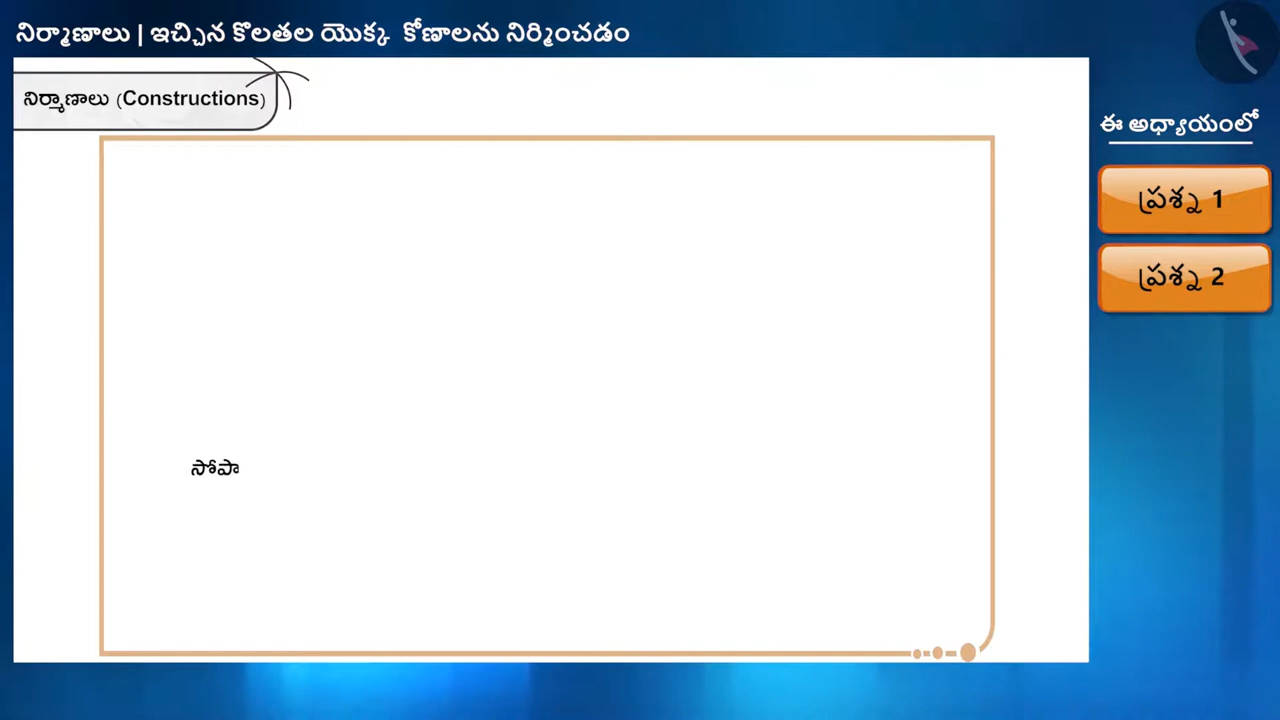 నిర్మాణాలు | ఇచ్చిన కొలతల యొక్క కోణాలను నిర్మించడం
నిర్మాణాలు (Constructions)
ఈ అధ్యాయంలో
ప్రశ్న 1
ప్రశ్న 2
సోపా